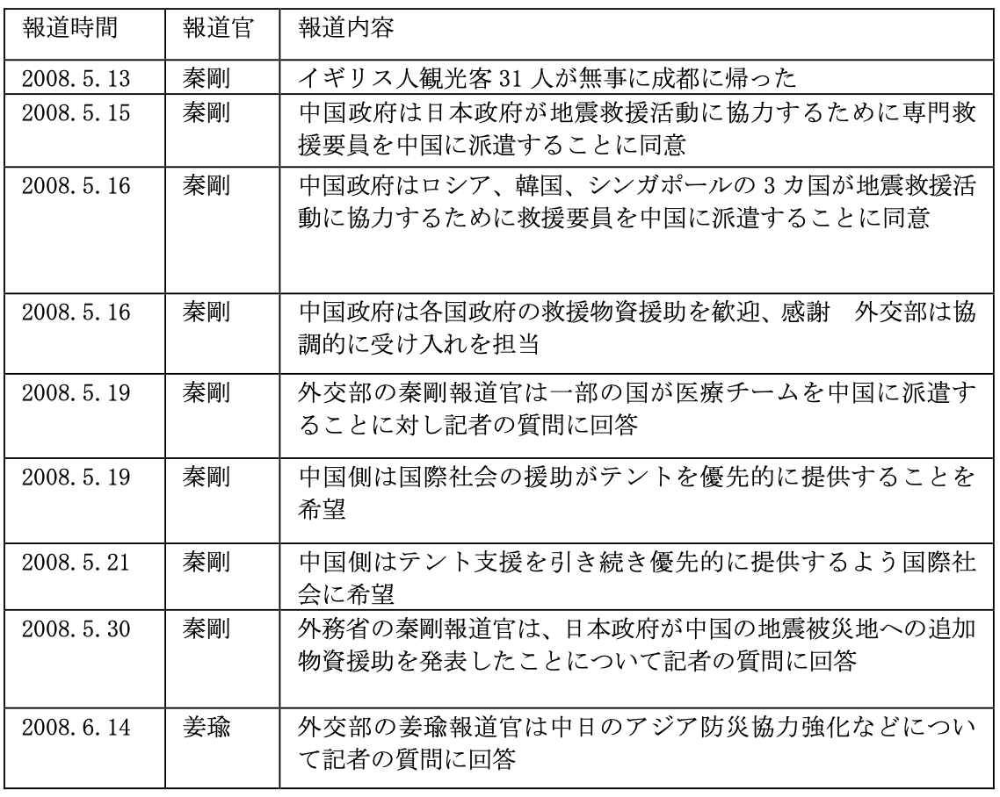 報道時間 報道官 報道内容
2008.5.13 秦剛 イギリス人観光客 31 人が無事に成都に帰った
2008.5.15 秦剛 中国政府は日本政府が地震救援活動に協力するために専門救
援要員を中国に派遣することに同意
2008.5.16 秦剛 中国政府はロシア、韓国、シンガポールの 3 カ国が地震救援活
動に協力するために救援要員を中国に派遣することに同意
2008.5.16 秦剛 中国政府は各国政府の救援物資援助を歓迎、感謝　外交部は協
調的に受け入れを担当
2008.5.19 秦剛 外交部の秦剛報道官は一部の国が医療チームを中国に派遣す
ることに対し記者の質問に回答
2008.5.19 秦剛 中国側は国際社会の援助がテントを優先的に提供することを
希望
2008.5.21 秦剛 中国側はテント支援を引き続き優先的に提供するよう国際社
会に希望
2008.5.30 秦剛 外務省の秦剛報道官は、日本政府が中国の地震被災地への追加
物資援助を発表したことについて記者の質問に回答
2008.6.14 姜瑜 外交部の姜瑜報道官は中日のアジア防災協力強化などについ
て記者の質問に回答